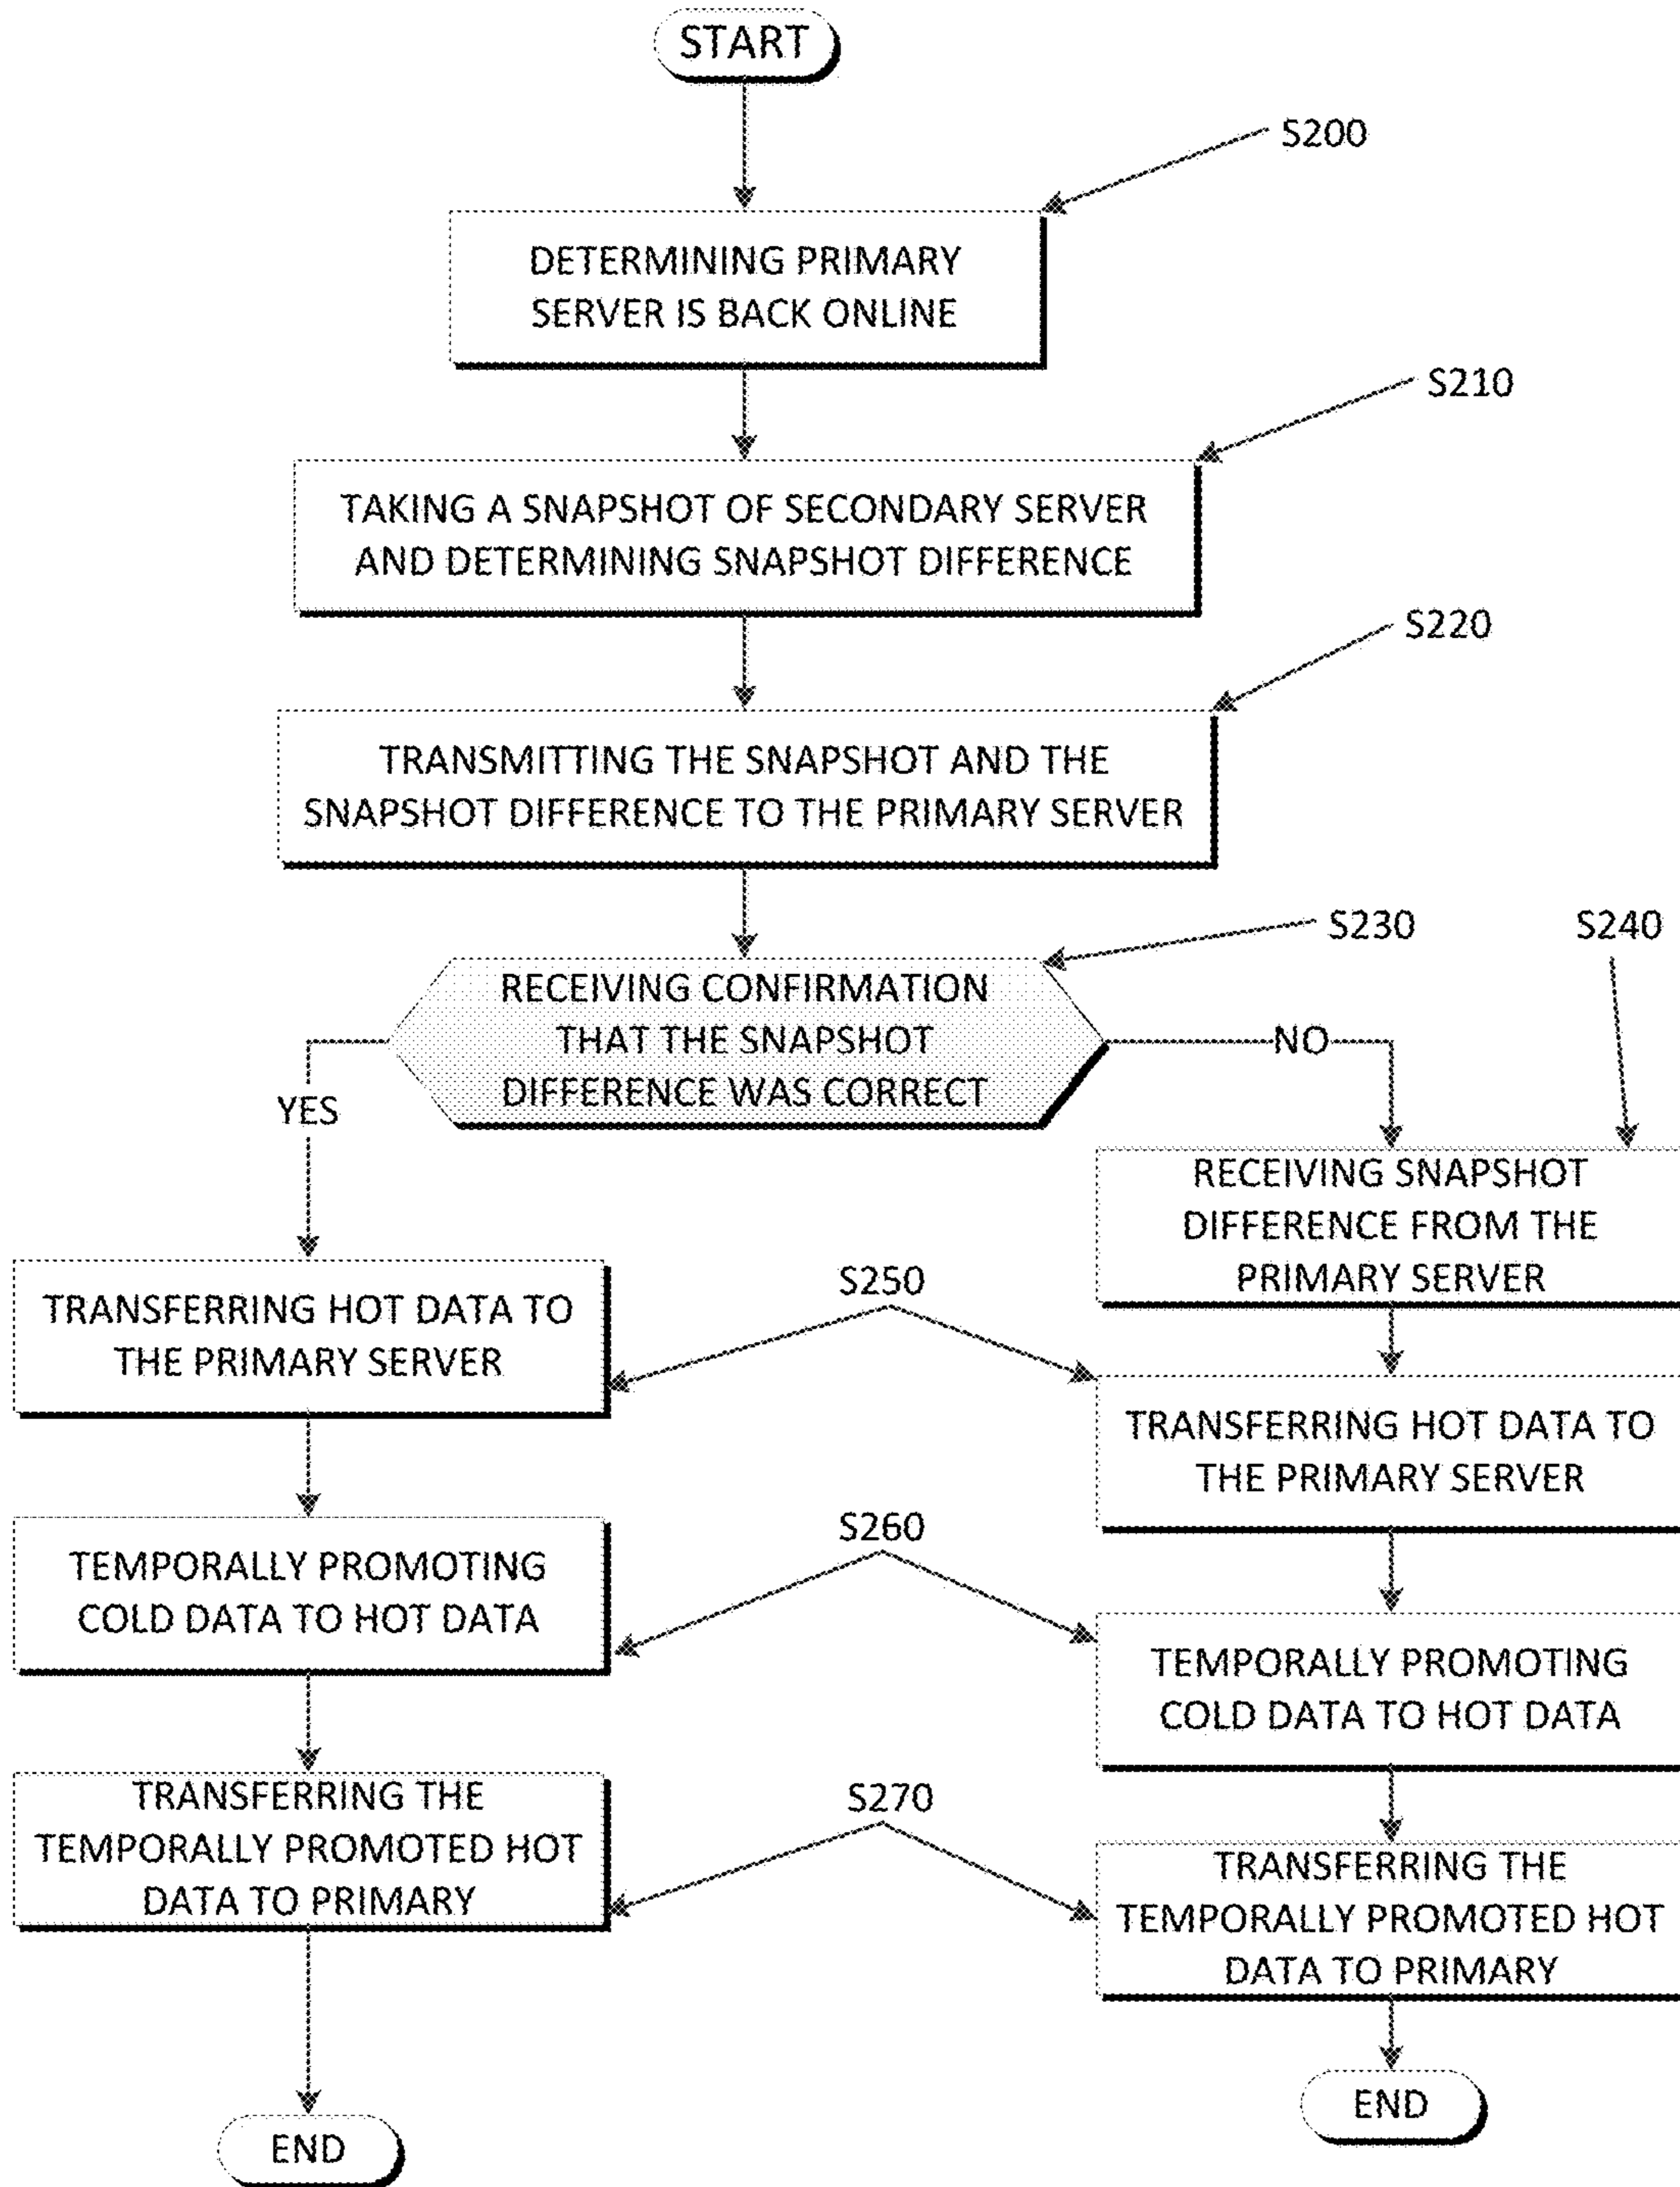 START
S200
DETERMINING PRIMARY
SERVER IS BACK ONLINE
S210
TAKING A SNAPSHOT OF SECONDARY SERVER
AND DETERMINING SNAPSHOT DIFFERENCE
S220
TRANSMITTING THE SNAPSHOT AND THE
SNAPSHOT DIFFERENCE TO THE PRIMARY SERVER
S230
S240
RECEIVING CONFIRMATION
THAT THE SNAPSHOT
DIFFERENCE WAS CORRECT
NO
YES
RECEIVING SNAPSHOT
DIFFERENCE FROM THE
PRIMARY SERVER
S250
TRANSFERRING HOT DATA TO
THE PRIMARY SERVER
TRANSFERRING HOT DATA TO
THE PRIMARY SERVER
S260
TEMPORALLY PROMOTING
COLD DATA TO HOT DATA
TEMPORALLY PROMOTING
COLD DATA TO HOT DATA
S270
TRANSFERRING THE
TEMPORALLY PROMOTED HOT
DATA TO PRIMARY
TRANSFERRING THE
TEMPORALLY PROMOTED HOT
DATA TO PRIMARY
END
END